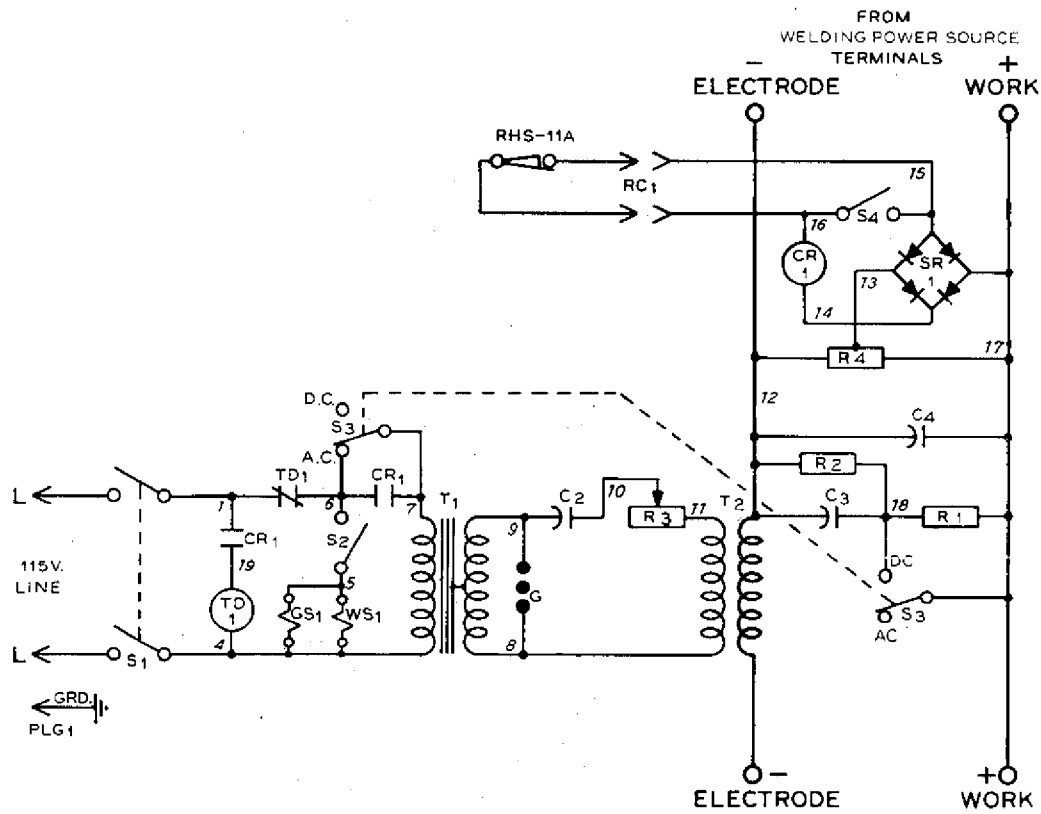 FROM
WELDING POWER SOURCE
TERMINALS
- +
ELECTRODE WORK
RHS-11A
RC1
15
16
S4
CR
1
SR
1
13
14
R4
17
12
D.C.
S3
A.C.
C4
R2
L
1
TD1
6
CR1
7
T1
9
C2
10
R3
11
T2
C3
18
R1
CR1
S2
19
115V.
LINE
TD
1
5
GS1
WS1
G
DC
S3
AC
L
S1
4
8
GRD.
PLG1
- +
ELECTRODE WORK